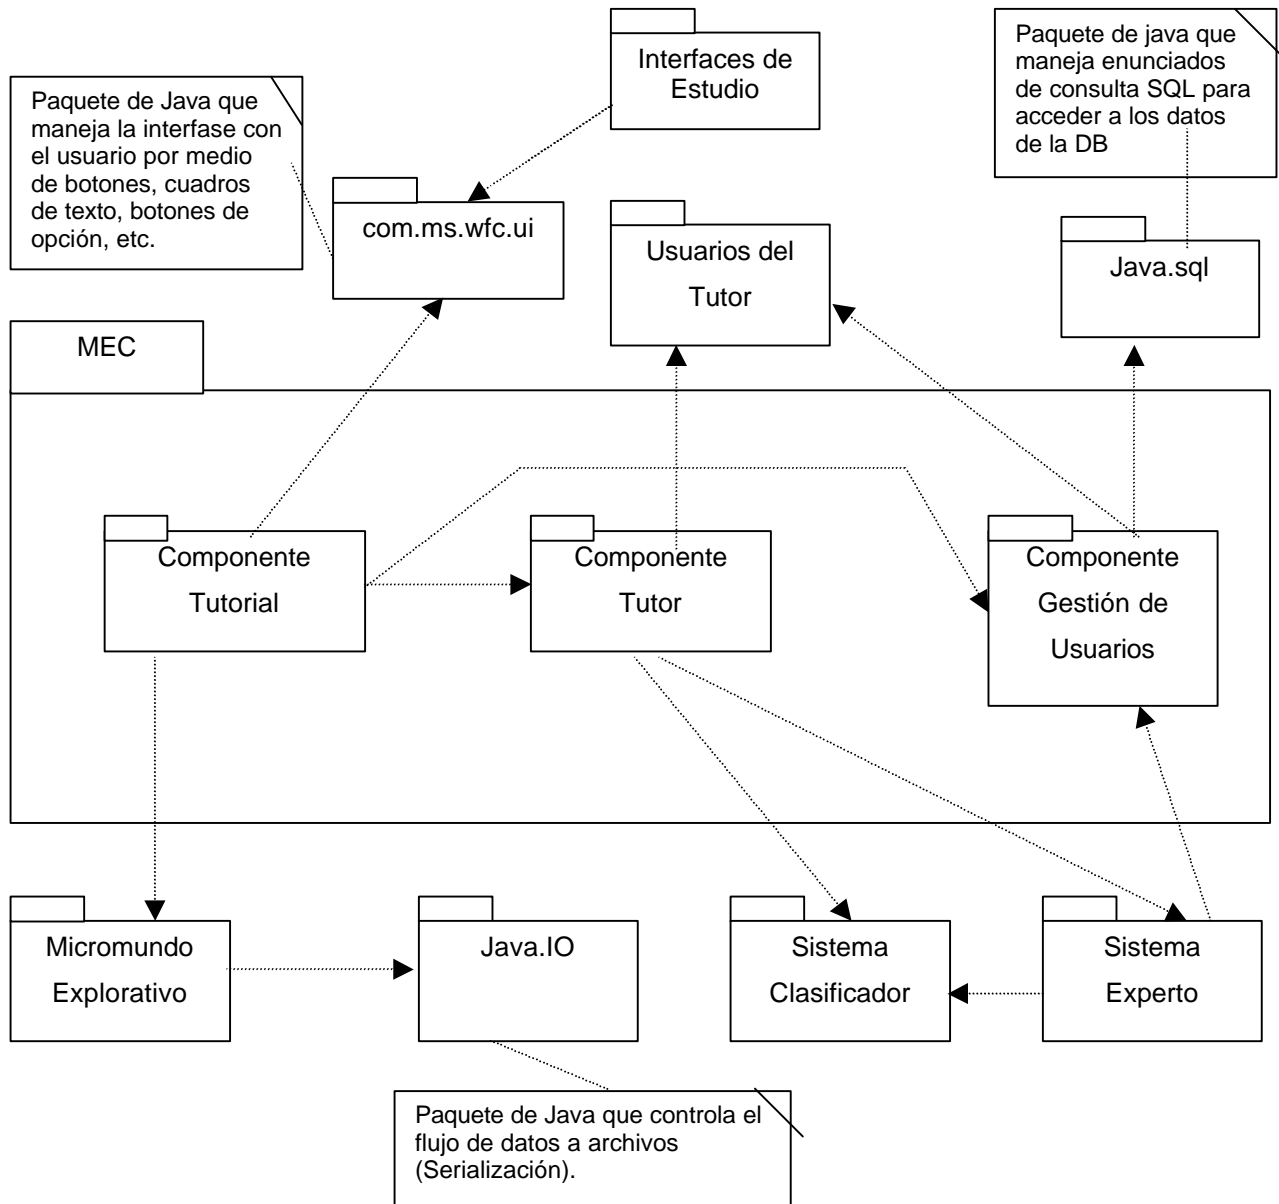 Interfaces de
Estudio
Paquete de java que
maneja enunciados
de consulta SQL para
acceder a los datos
de la DB
Paquete de Java que
maneja la interfase con
el usuario por medio
de botones, cuadros
de texto, botones de
opción, etc.
com.ms.wfc.ui
Usuarios del
Tutor
Java.sql
MEC
Componente
Tutorial
Componente
Tutor
Componente
Gestión de
Usuarios
Micromundo
Explorativo
Java.IO
Sistema
Clasificador
Sistema
Experto
Paquete de Java que controla el
flujo de datos a archivos
(Serialización).